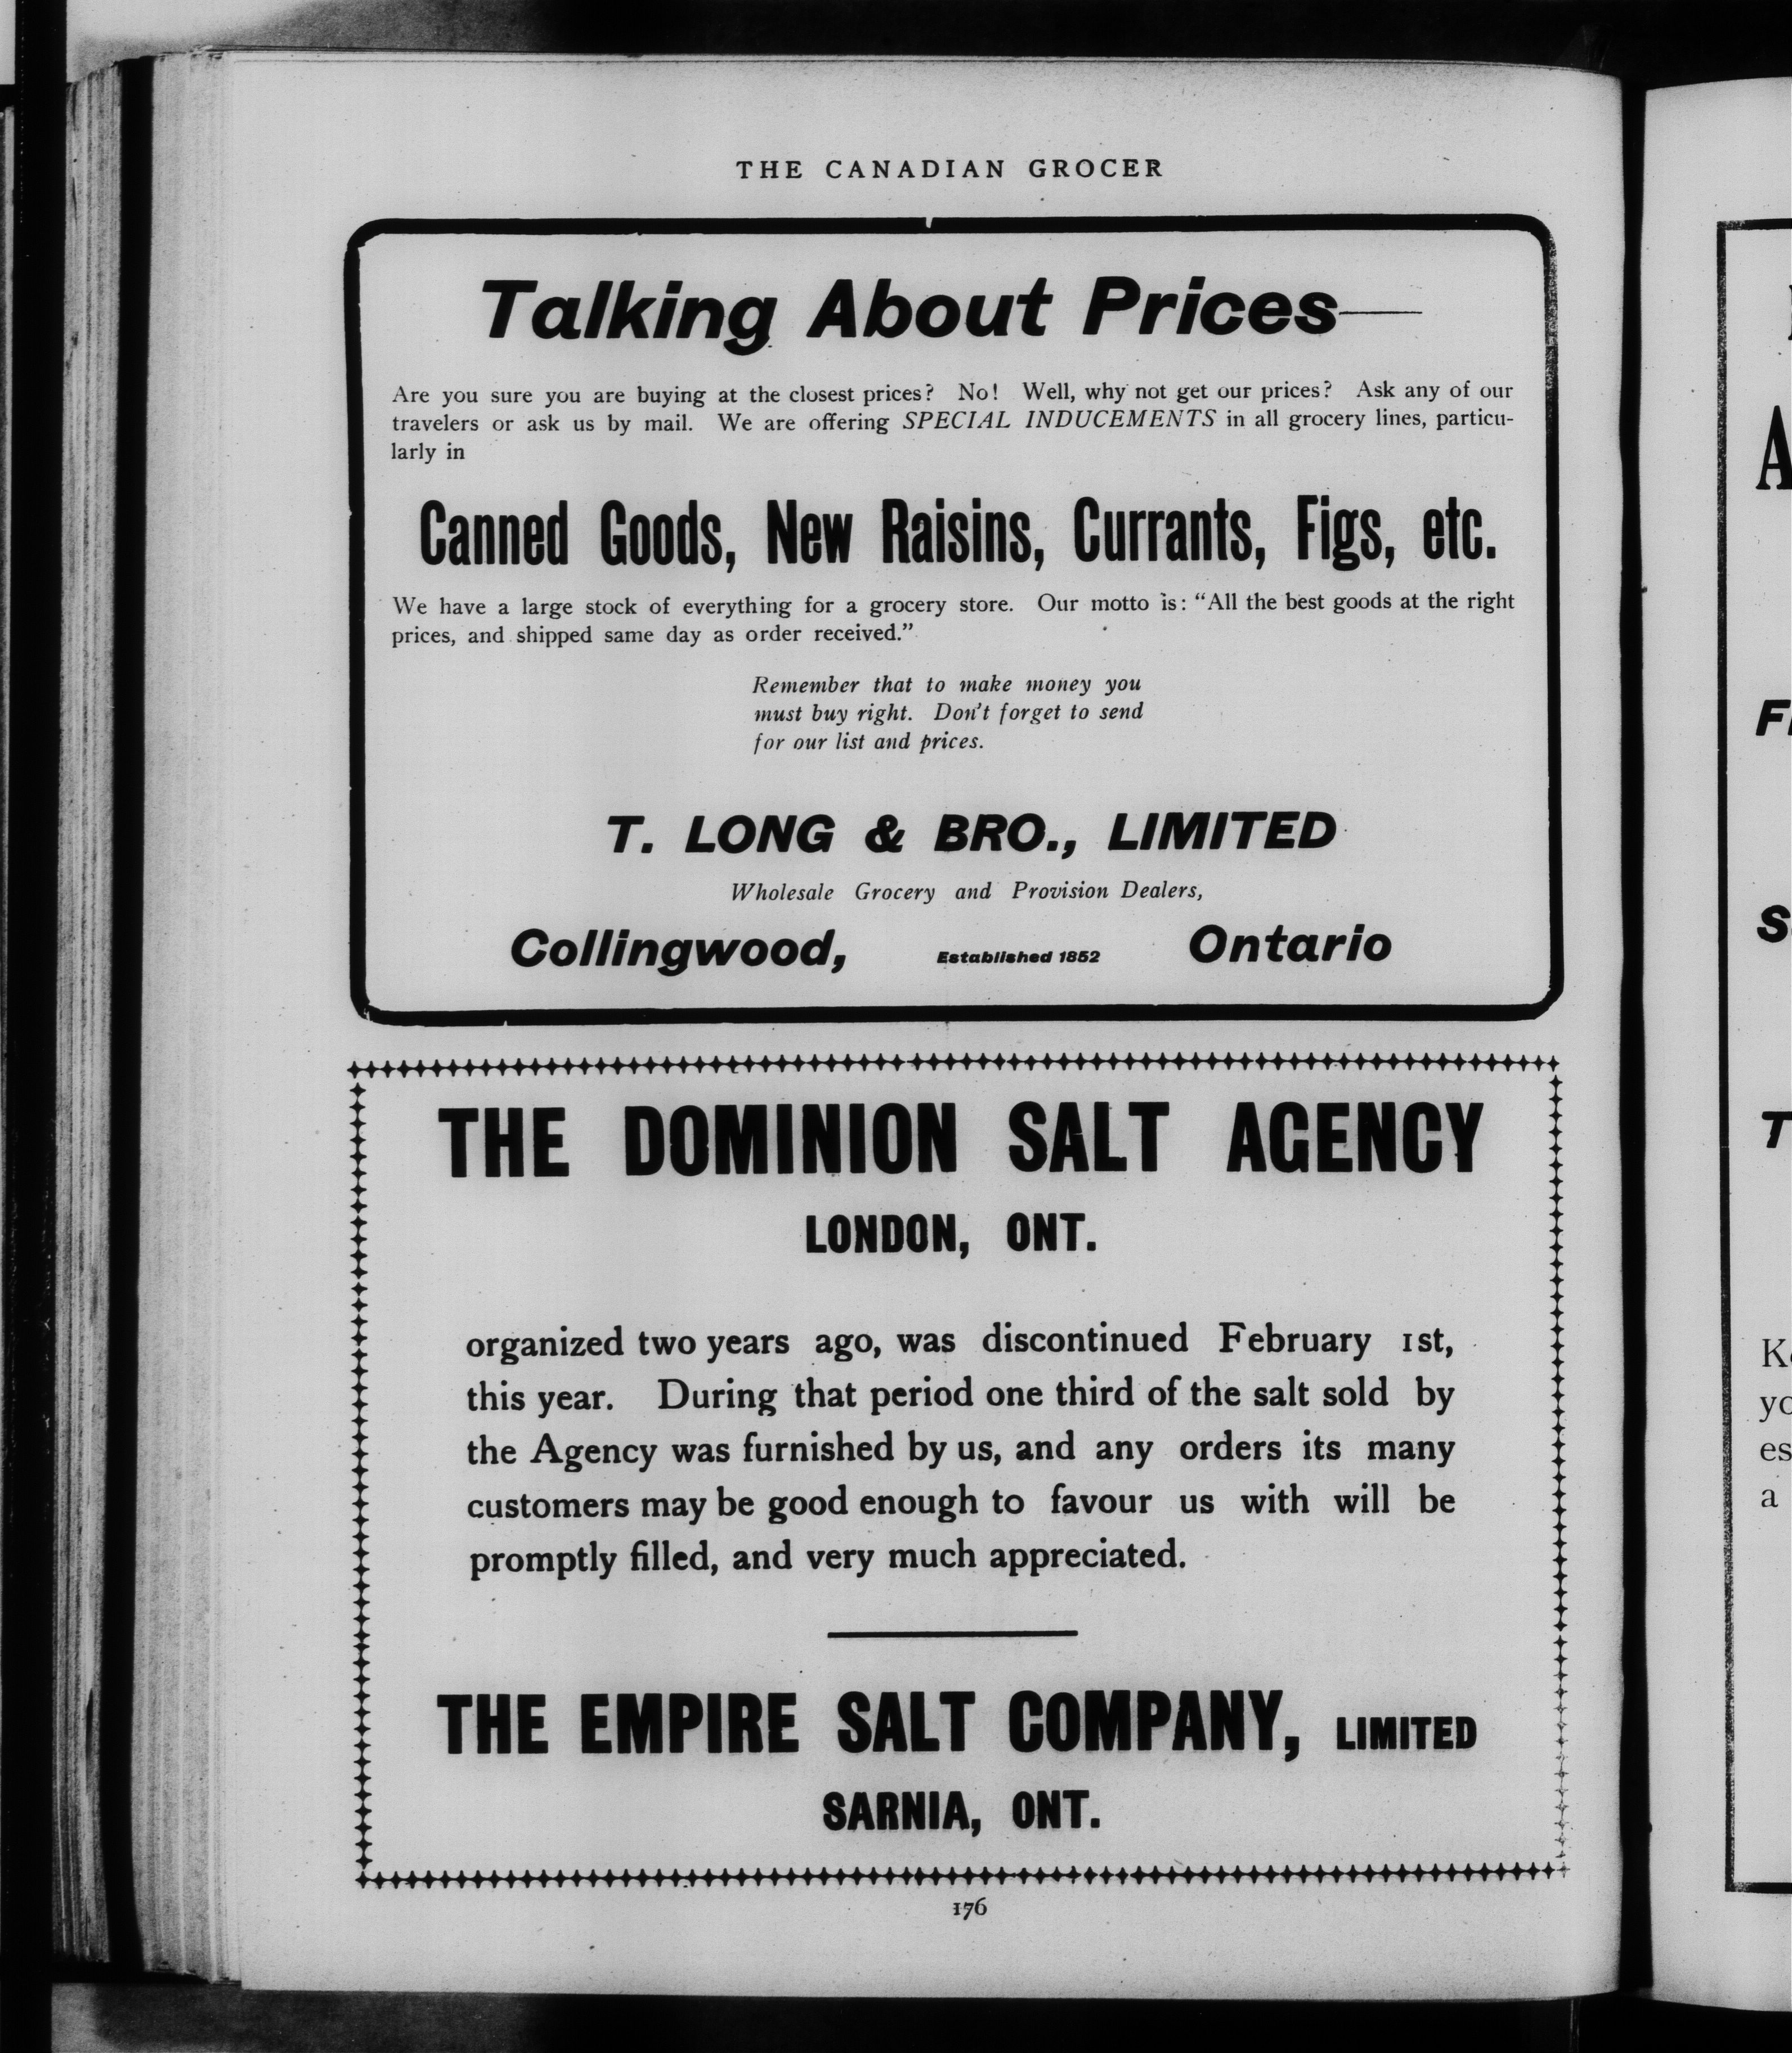 THE CANADIAN GROCER
Talking About Prices—
Are you sure you are buying at the closest prices? No! Well, why not get our prices? Ask any of our
travelers or ask us by mail. We are offering SPECIAL INDUCEMENTS in all grocery lines, particu-
larly in
Canned Goods, New Raisins, Currants, Figs, etc.
We have a large stock of everything for a grocery store. Our motto is: “All the best goods at the right
prices, and shipped same day as order received.”
Remember that to make money you
must buy right. Don't forget to send
for our list and prices.
T. LONG & BRO., LIMITED
Wholesale Grocery and Provision Dealers,
Collingwood, Established 1852 Ontario
THE DOMINION SALT AGENCY
LONDON, ONT.
organized two years ago, was discontinued February 1st,
this year. During that period one third of the salt sold by
the Agency was furnished by us, and any orders its many
customers may be good enough to favour us with will be
promptly filled, and very much appreciated.
THE EMPIRE SALT COMPANY, LIMITED
SARNIA, ONT.
176